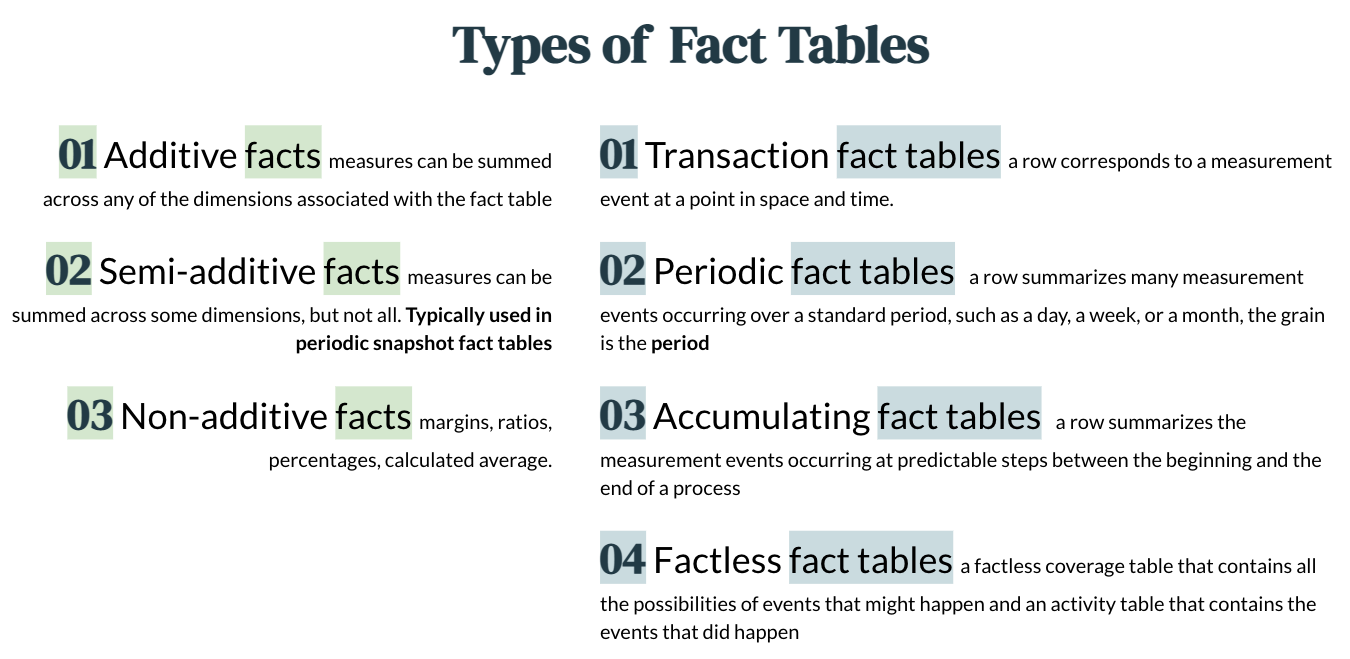 Types of Fact Tables
01 Additive facts measures can be summed
across any of the dimensions associated with the fact table
02 Semi-additive facts measures can be
summed across some dimensions, but not all. Typically used in
periodic snapshot fact tables
03 Non-additive facts margins, ratios,
percentages, calculated average.
01 Transaction fact tables a row corresponds to a measurement
event at a point in space and time.
02 Periodic fact tables a row summarizes many measurement
events occurring over a standard period, such as a day, a week, or a month, the grain
is the period
03 Accumulating fact tables a row summarizes the
measurement events occurring at predictable steps between the beginning and the
end of a process
04 Factless fact tables a factless coverage table that contains all
the possibilities of events that might happen and an activity table that contains the
events that did happen